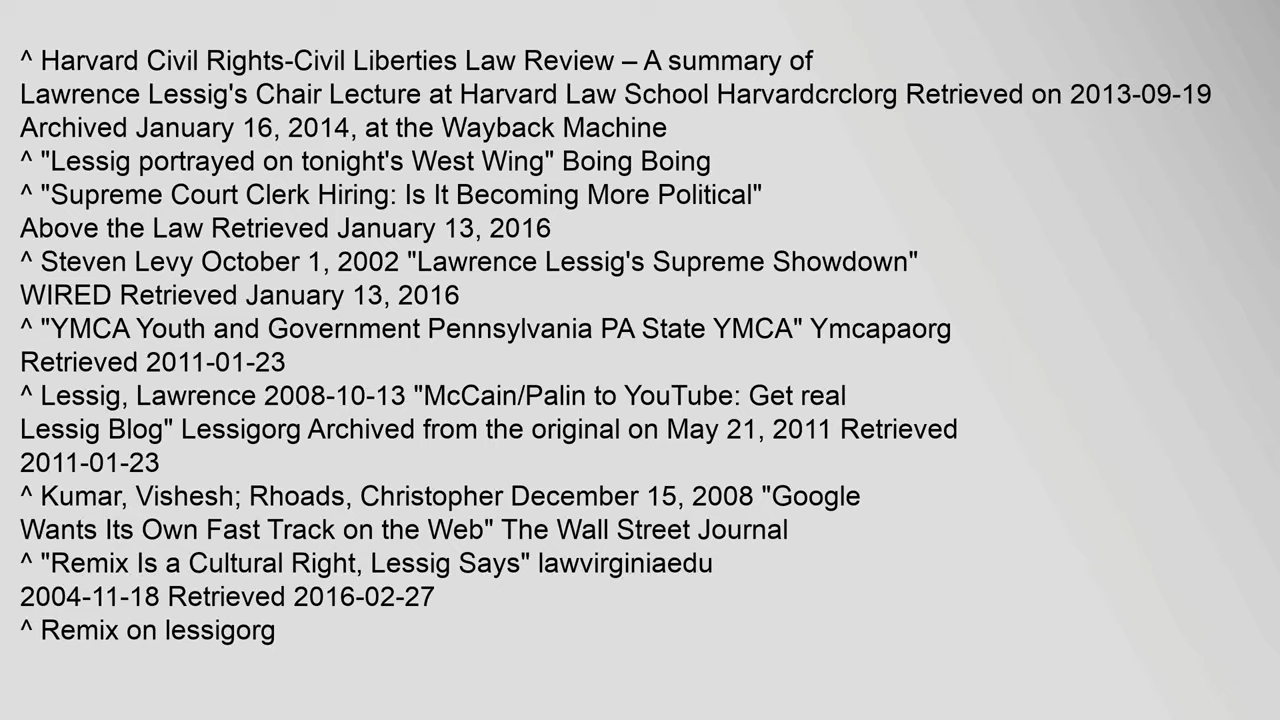 ^ Harvard Civil Rights-Civil Liberties Law Review – A summary of
Lawrence Lessig's Chair Lecture at Harvard Law School Harvardcrclorg Retrieved on 2013-09-19
Archived January 16, 2014, at the Wayback Machine
^ "Lessig portrayed on tonight's West Wing" Boing Boing
^ "Supreme Court Clerk Hiring: Is It Becoming More Political"
Above the Law Retrieved January 13, 2016
^ Steven Levy October 1, 2002 "Lawrence Lessig's Supreme Showdown"
WIRED Retrieved January 13, 2016
^ "YMCA Youth and Government Pennsylvania PA State YMCA" Ymcapaorg
Retrieved 2011-01-23
^ Lessig, Lawrence 2008-10-13 "McCain/Palin to YouTube: Get real
Lessig Blog" Lessigorg Archived from the original on May 21, 2011 Retrieved
2011-01-23
^ Kumar, Vishesh; Rhoads, Christopher December 15, 2008 "Google
Wants Its Own Fast Track on the Web" The Wall Street Journal
^ "Remix Is a Cultural Right, Lessig Says" lawvirginiaedu
2004-11-18 Retrieved 2016-02-27
^ Remix on lessigorg